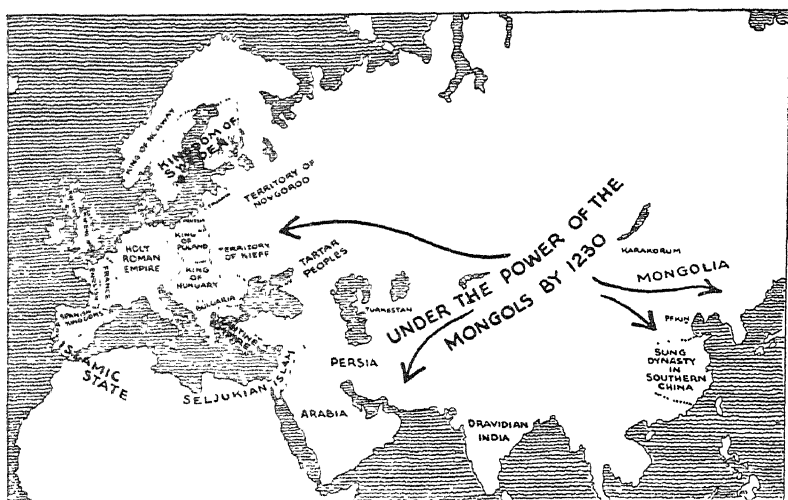 KING OF NORWAY
KINGDOM OF
SWEDEN
TERRITORY OF
NOVGOROD
PRUSSIA
KING
OF
POLAND
TERRITORY
OF KIEFF
HOLY
ROMAN
EMPIRE
KING
OF
HUNGARY
FRANCE
BULGARIA
SPANISH
KINGDOMS
TARTAR
PEOPLES
ISLAMIC
STATE
SELJUKIAN ISLAM
TURKESTAN
PERSIA
ARABIA
UNDER THE POWER OF THE
MONGOLS BY 1230
KARAKORUM
MONGOLIA
PEKIN
SUNG
DYNASTY
IN
SOUTHERN
CHINA
DRAVIDIAN
INDIA